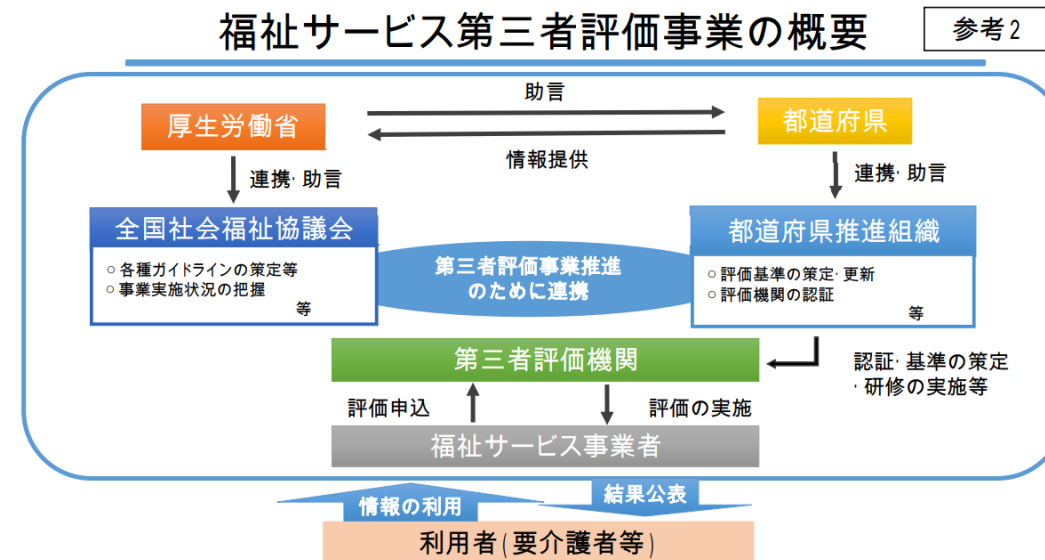 福祉サービス第三者評価事業の概要
参考2
助言
厚生労働省
都道府県
情報提供
連携・助言
連携・助言
全国社会福祉協議会
○ 各種ガイドラインの策定等
○ 事業実施状況の把握
等
第三者評価事業推進
のために連携
都道府県推進組織
○ 評価基準の策定・更新
○ 評価機関の認証
等
第三者評価機関
認証・基準の策定
・研修の実施等
評価申込
評価の実施
福祉サービス事業者
情報の利用
結果公表
利用者(要介護者等)